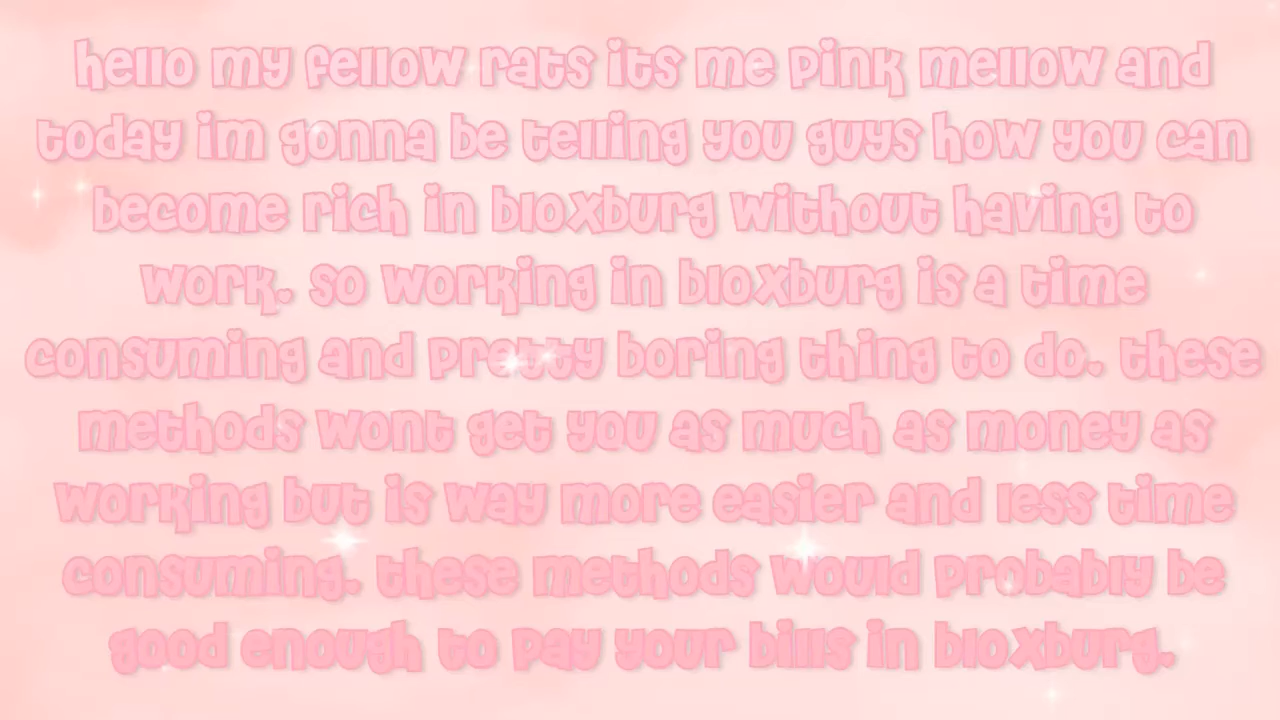 hello my fellow rats its me pink mellow and
today im gonna be telling you guys how you can
become rich in bloxburg without having to
work. so working in bloxburg is a time
consuming and pretty boring thing to do. these
methods wont get you as much as money as
working but is way more easier and less time
consuming. these methods would probably be
good enough to pay your bills in bloxburg.